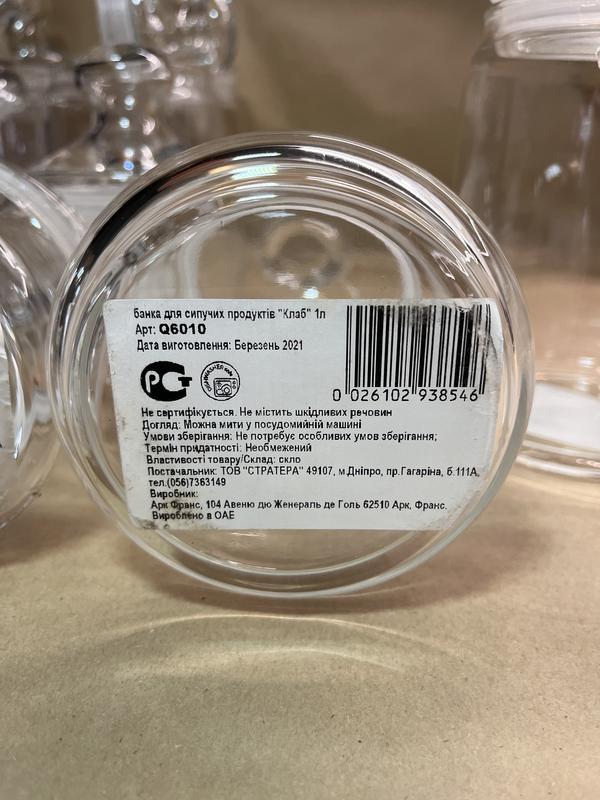 банка для сипучих продуктів "Клаб" 1л
Арт: Q6010
Дата виготовлення: Березень 2021
РСТ
DISHWASHER
0 026102 938546
Не сертифікується. Не містить шкідливих речовин
Догляд: Можна мити у посудомийній машині
Умови зберігання: Не потребує особливих умов зберігання;
Термін придатності: Необмежений
Властивості товару/Склад: скло
Постачальник: ТОВ "СТРАТЕРА" 49107, м.Дніпро, пр.Гагаріна, б.111А,
тел.(056)7363149
Виробник:
Арк Франс, 104 Авеню дю Женераль де Голь 62510 Арк, Франс.
Вироблено в ОАЕ